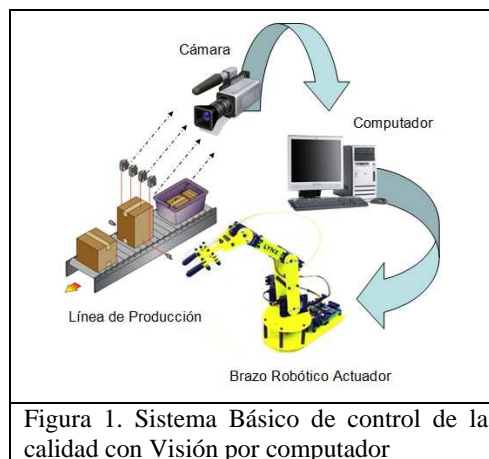 Cámara
Computador
LYNX
Línea de Producción
Brazo Robótico Actuador
Figura 1. Sistema Básico de control de la
calidad con Visión por computador